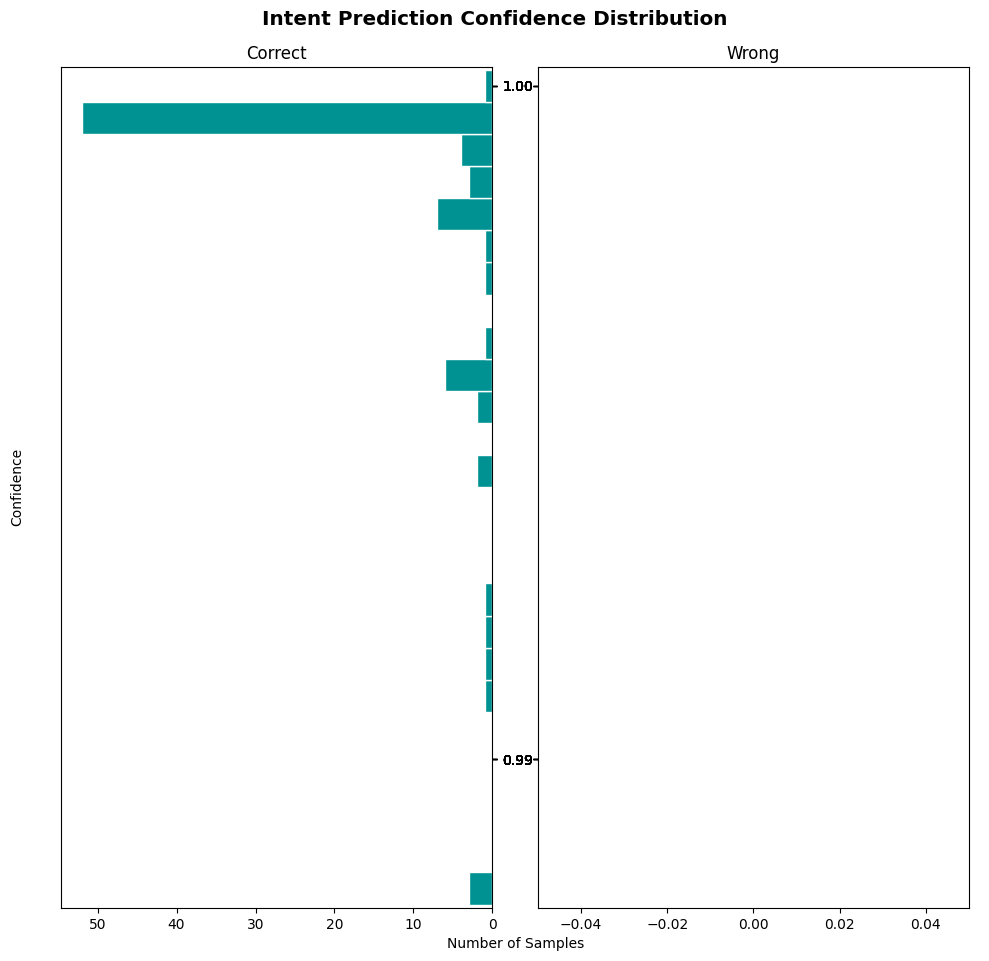 Intent Prediction Confidence Distribution
Correct
Wrong
1.00
Confidence
0.99
50 40 30 20 10 0
−0.04 −0.02 0.00 0.02 0.04
Number of Samples